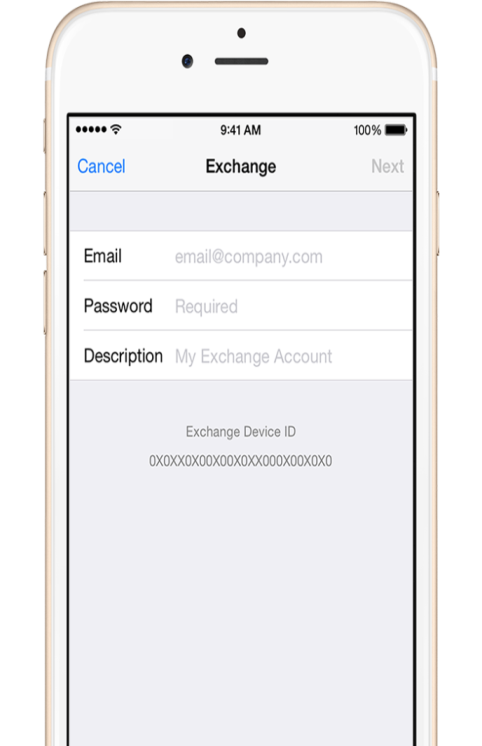 9:41 AM 100%
Cancel Exchange Next
Email email@company.com
Password Required
Description My Exchange Account
Exchange Device ID
0X0XX0X00X00X0XX000X00X0X0